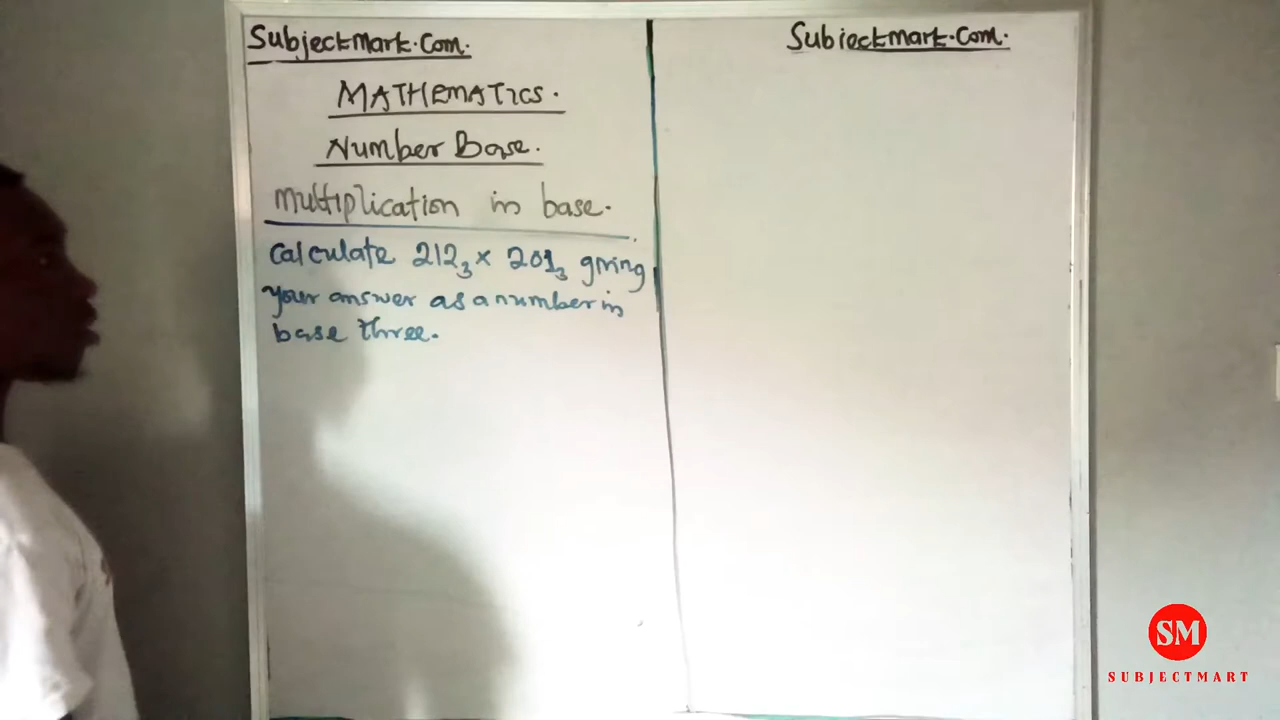 Subjectmark.Com.
MATHEMATICS.
Number Base.
multiplication in base.
Calculate 212₃ × 201₃ giving
your answer as a number in
base three.
Subjectmark.Com.
SM
SUBJECTMART